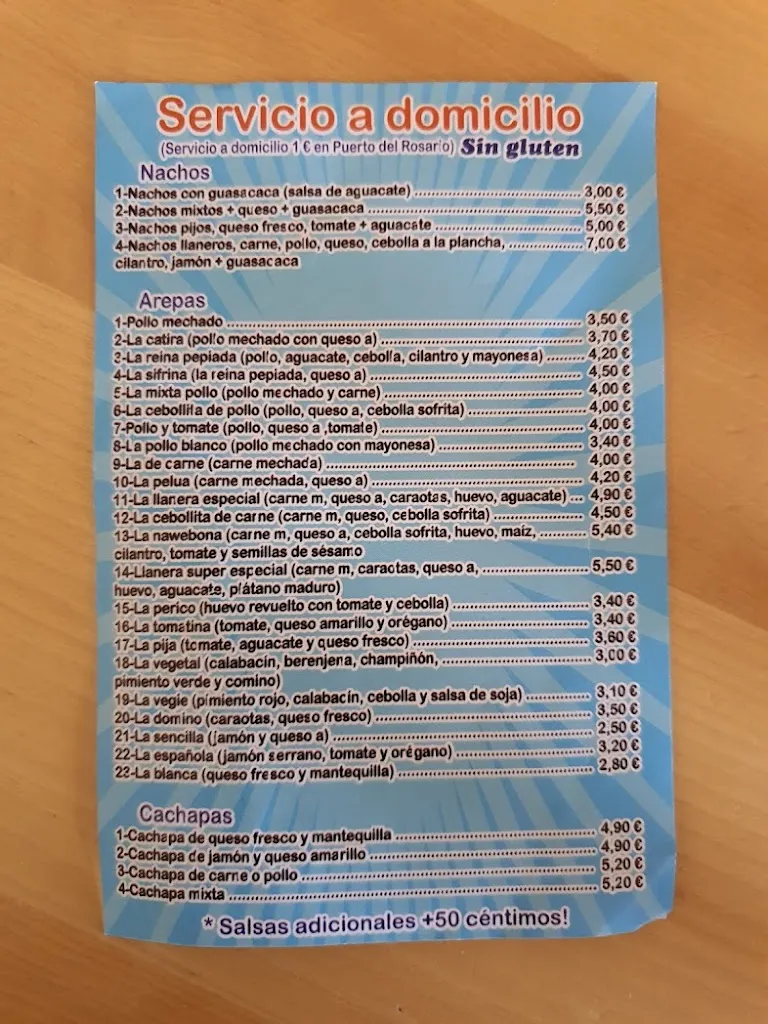 Servicio a domicilio
(Servicio a domicilio 1 € en Puerto del Rosario) Sin gluten
Nachos
1-Nachos con guasacaca (salsa de aguacate) ........ 3,00 €
2-Nachos mixtos + queso + guasacaca ........ 5,50 €
3-Nachos pijos, queso fresco, tomate + aguacate ........ 5,00 €
4-Nachos llaneros, carne, pollo, queso, cebolla a la plancha, ........ 7,00 €
cilantro, jamón + guasacaca
Arepas
1-Pollo mechado ........ 3,50 €
2-La catira (pollo mechado con queso a) ........ 3,70 €
3-La reina pepiada (pollo, aguacate, cebolla, cilantro y mayonesa) ........ 4,20 €
4-La sifrina (la reina pepiada, queso a) ........ 4,50 €
5-La mixta pollo (pollo mechado y carne) ........ 4,00 €
6-La cebollita de pollo (pollo, queso a, cebolla sofrita) ........ 4,00 €
7-Pollo y tomate (pollo, queso a ,tomate) ........ 4,00 €
8-La pollo blanco (pollo mechado con mayonesa) ........ 3,40 €
9-La de carne (carne mechada) ........ 4,00 €
10-La pelua (carne mechada, queso a) ........ 4,20 €
11-La llanera especial (carne m, queso a, caraotas, huevo, aguacate) ... 4,90 €
12-La cebollita de carne (carne m, queso, cebolla sofrita) ........ 4,50 €
13-La nawebona (carne m, queso a, cebolla sofrita, huevo, maíz, ........ 5,40 €
cilantro, tomate y semillas de sésamo
14-Llanera super especial (carne m, caraotas, queso a, ........ 5,50 €
huevo, aguacate, plátano maduro)
15-La perico (huevo revuelto con tomate y cebolla) ........ 3,40 €
16-La tomatina (tomate, queso amarillo y orégano) ........ 3,40 €
17-La pija (tomate, aguacate y queso fresco) ........ 3,60 €
18-La vegetal (calabacín, berenjena, champiñón, ........ 3,00 €
pimiento verde y comino)
19-La vegie (pimiento rojo, calabacín, cebolla y salsa de soja) ........ 3,10 €
20-La domino (caraotas, queso fresco) ........ 3,50 €
21-La sencilla (jamón y queso a) ........ 2,50 €
22-La española (jamón serrano, tomate y orégano) ........ 3,20 €
23-La blanca (queso fresco y mantequilla) ........ 2,80 €
Cachapas
1-Cachapa de queso fresco y mantequilla ........ 4,90 €
2-Cachapa de jamón y queso amarillo ........ 4,90 €
3-Cachapa de carne o pollo ........ 5,20 €
4-Cachapa mixta ........ 5,20 €
* Salsas adicionales +50 céntimos!